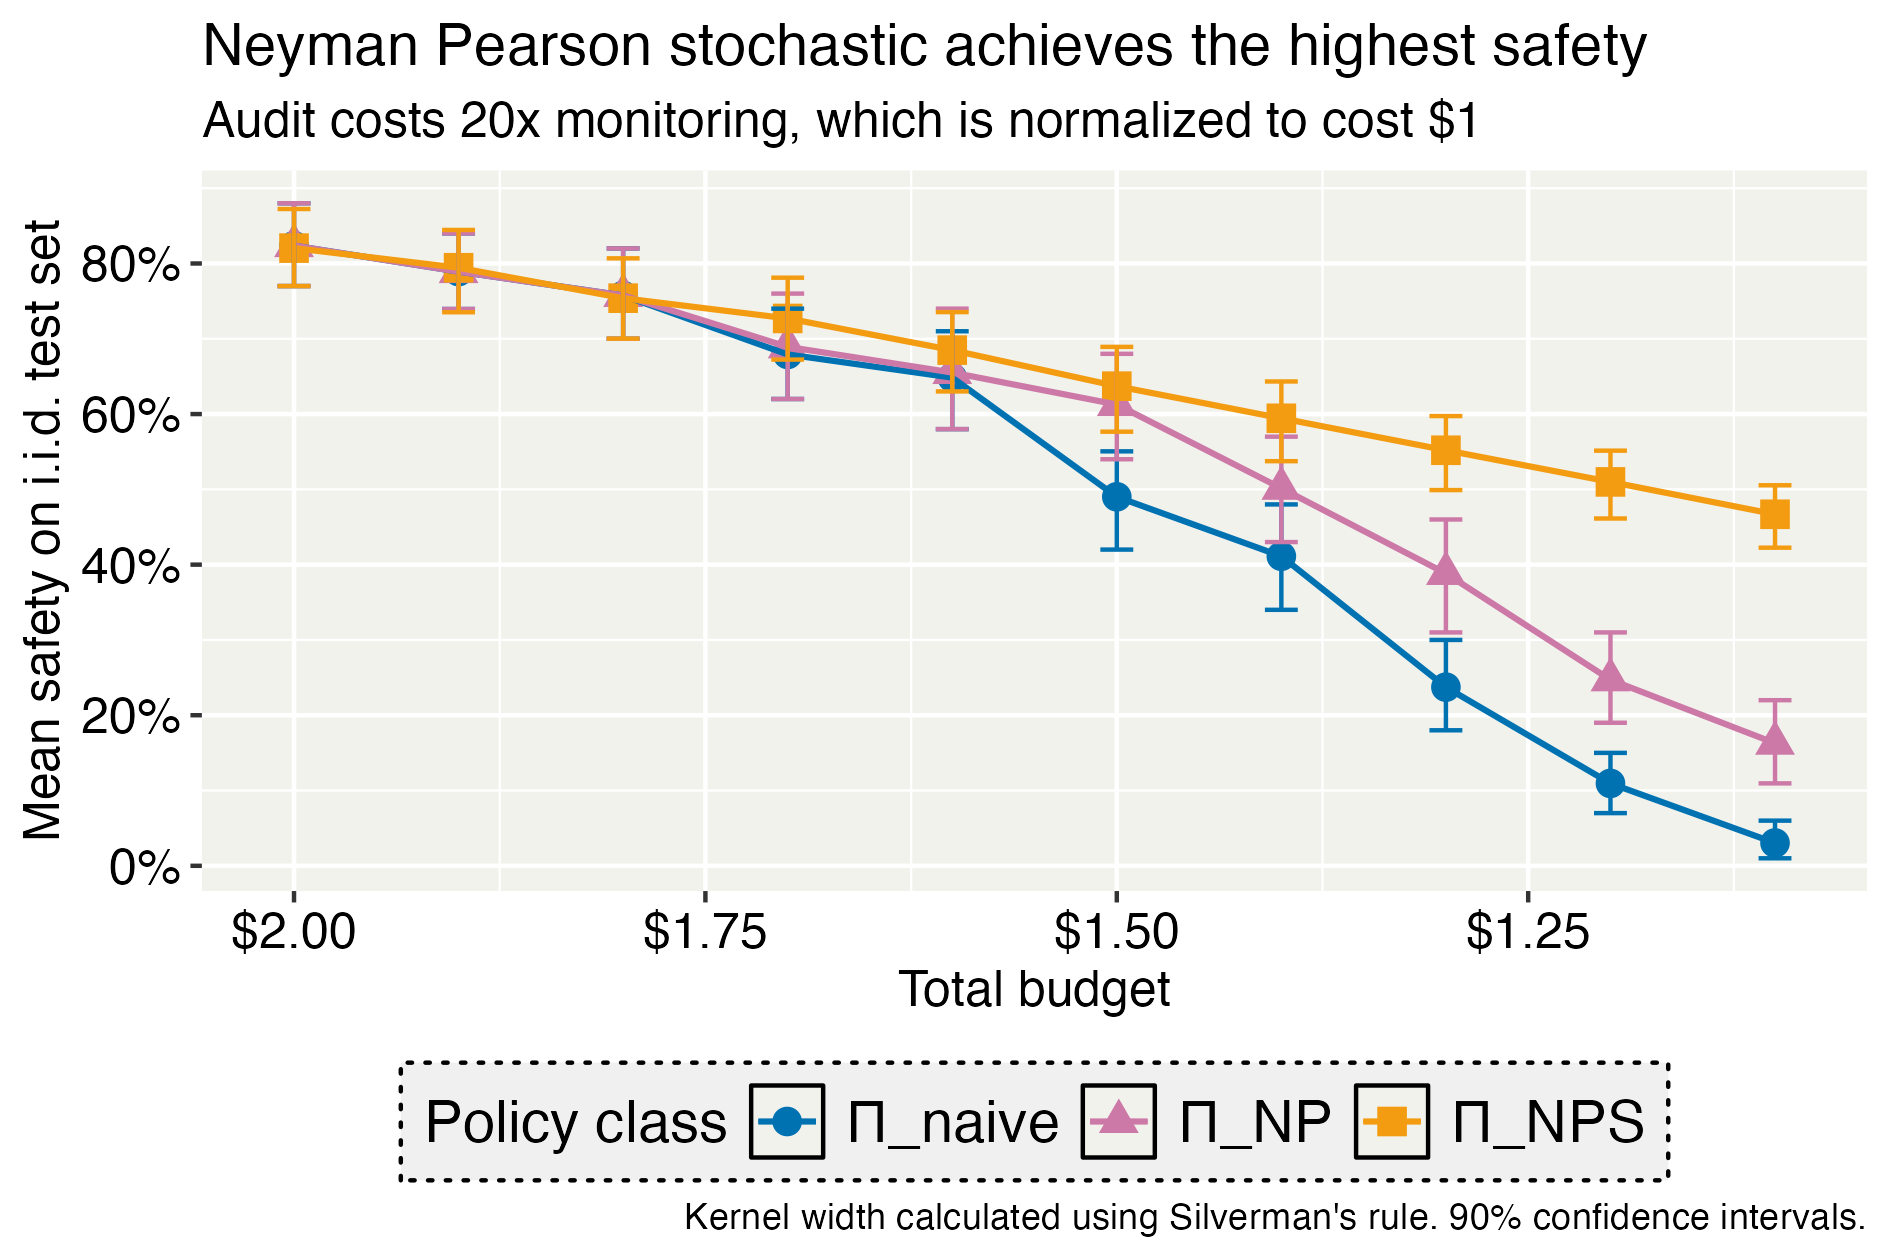 Neyman Pearson stochastic achieves the highest safety
Audit costs 20x monitoring, which is normalized to cost $1
Mean safety on i.i.d. test set
80%
60%
40%
20%
0%
$2.00 $1.75 $1.50 $1.25
Total budget
Policy class Π_naive Π_NP Π_NPS
Kernel width calculated using Silverman's rule. 90% confidence intervals.